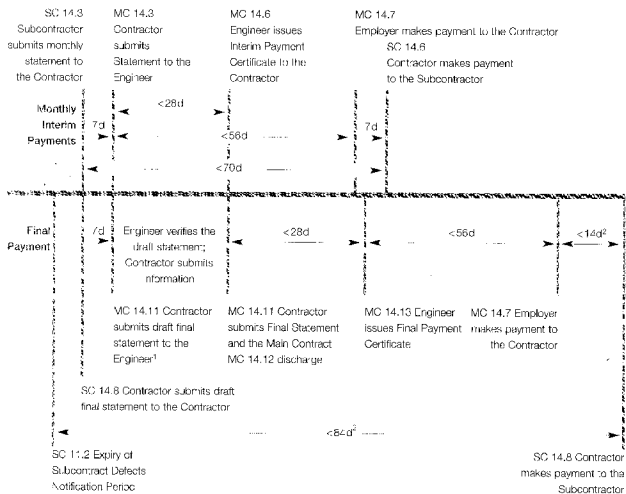 SC 14.3
Subcontractor
submits monthly
statement to
the Contractor
MC 14.3
Contractor
submits
Statement to the
Engineer
MC 14.6
Engineer issues
Interim Payment
Certificate to the
Contractor
MC 14.7
Employer makes payment to the Contractor
SC 14.6
Contractor makes payment
to the Subcontractor
Monthly
Interim
Payments
<28d
7d
<56d
7d
<70d
Final
Payment
7d
Engineer verifies the
draft statement;
Contractor submits
information
<28d
<56d
<14d²
MC 14.11 Contractor
submits draft final
statement to the
Engineer¹
MC 14.11 Contractor
submits Final Statement
and the Main Contract
MC 14.12 discharge
MC 14.13 Engineer
issues Final Payment
Certificate
MC 14.7 Employer
makes payment to
the Contractor
SC 14.8 Contractor submits draft
final statement to the Contractor
<84d²
SC 11.2 Expiry of
Subcontract Defects
Notification Period
SC 14.8 Contractor
makes payment to the
Subcontractor